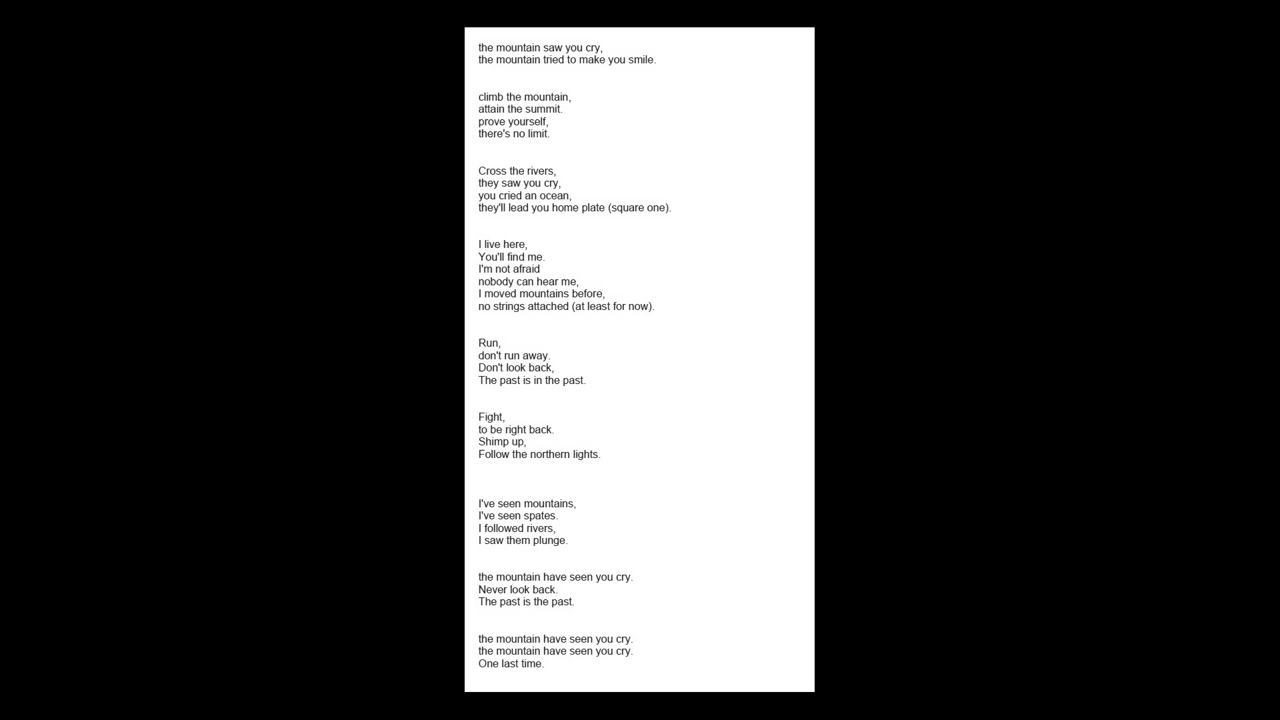 the mountain saw you cry,
the mountain tried to make you smile.
climb the mountain,
attain the summit.
prove yourself,
there's no limit.
Cross the rivers,
they saw you cry,
you cried an ocean,
they'll lead you home plate (square one).
I live here,
You'll find me.
I'm not afraid
nobody can hear me,
I moved mountains before,
no strings attached (at least for now).
Run,
don't run away.
Don't look back,
The past is in the past.
Fight,
to be right back.
Shimp up,
Follow the northern lights.
I've seen mountains,
I've seen spates.
I followed rivers,
I saw them plunge.
the mountain have seen you cry.
Never look back.
The past is the past.
the mountain have seen you cry.
the mountain have seen you cry.
One last time.